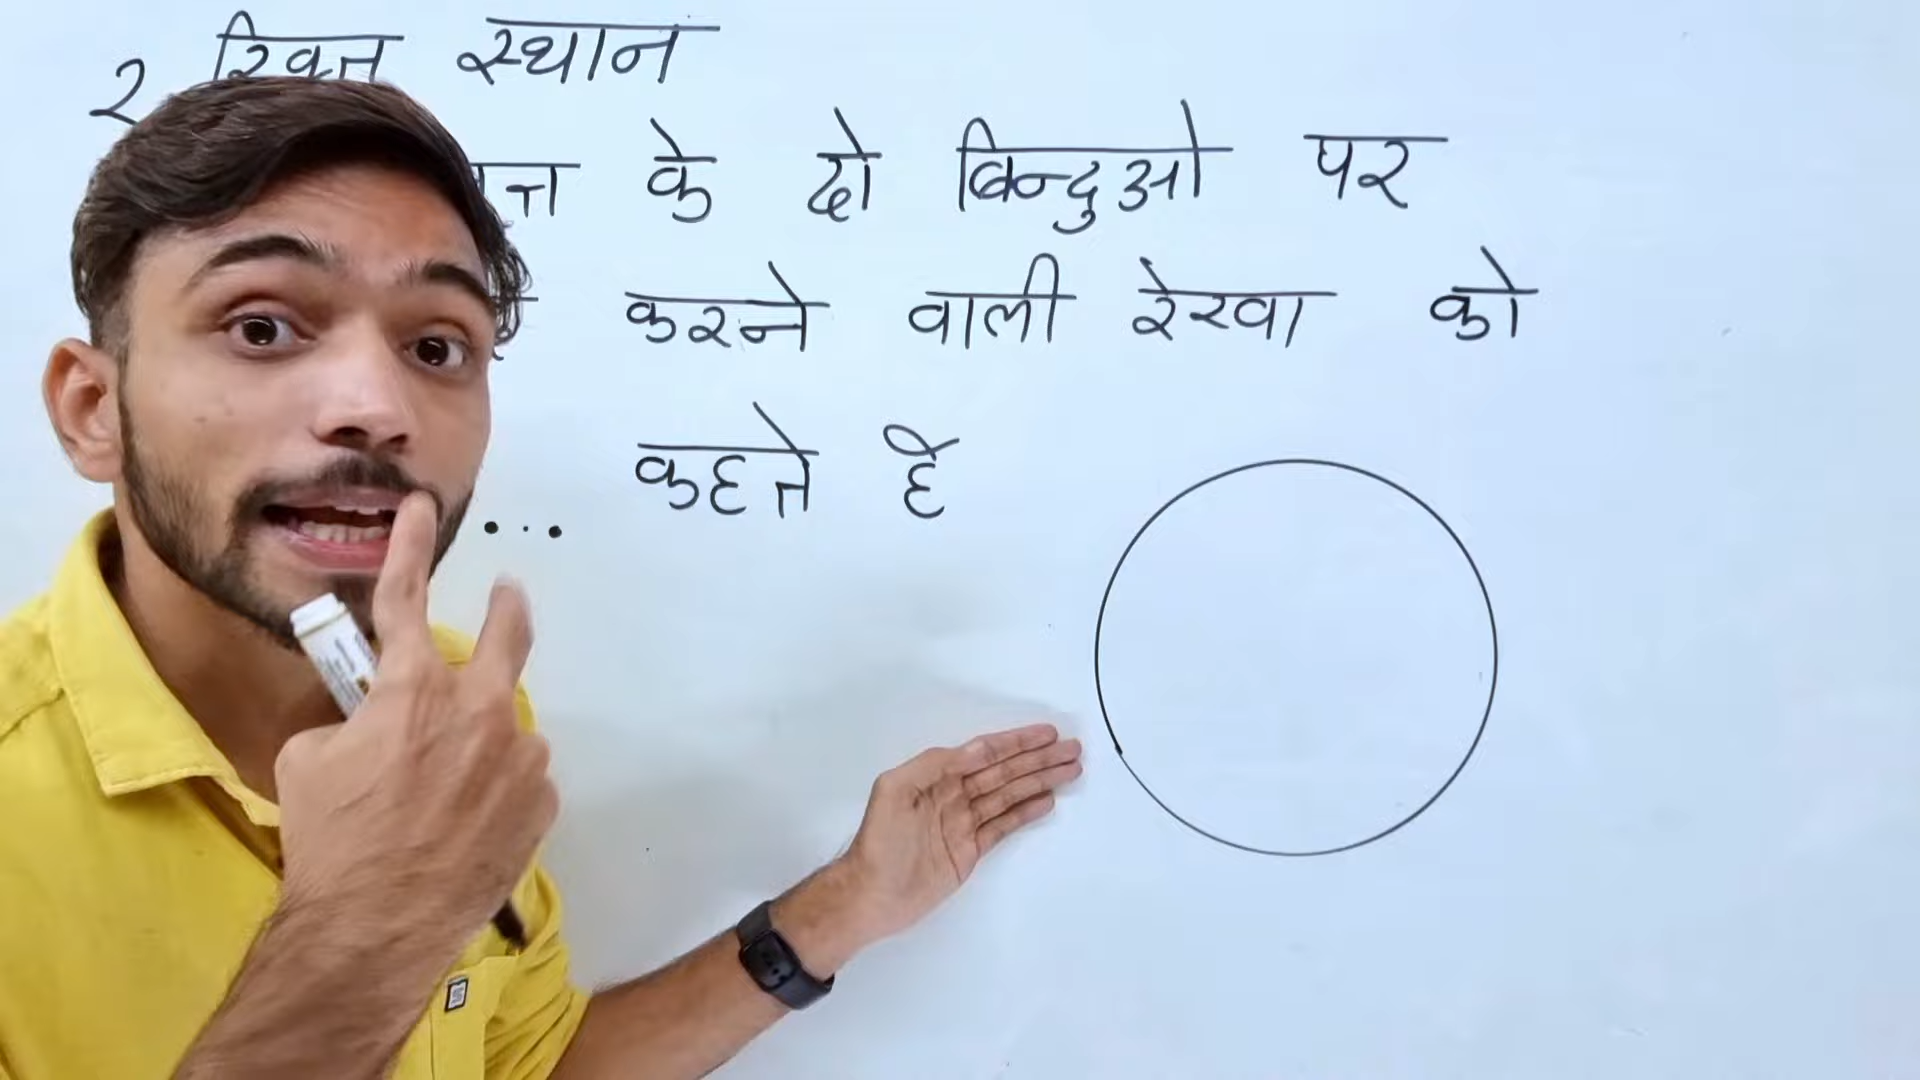 2 रिक्त स्थान
के दो बिन्दुओ पर
करने वाली रेखा को
... कहते है